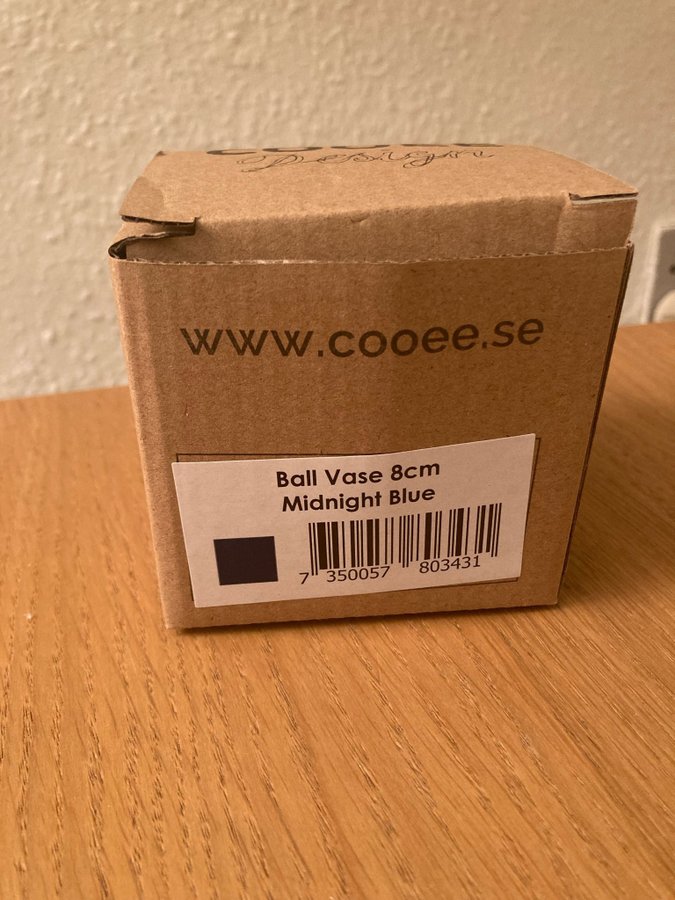 Design
www.cooee.se
Ball Vase 8cm
Midnight Blue
7 350057 803431